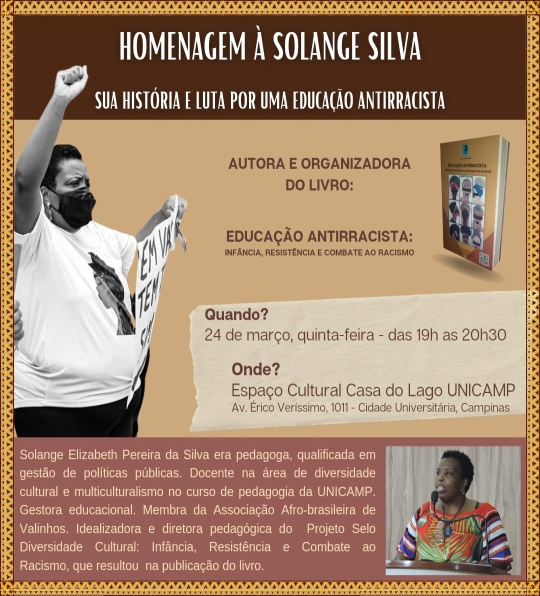 HOMENAGEM À SOLANGE SILVA
SUA HISTÓRIA E LUTA POR UMA EDUCAÇÃO ANTIRRACISTA
AUTORA E ORGANIZADORA
DO LIVRO:
EDUCAÇÃO ANTIRRACISTA:
INFÂNCIA, RESISTÊNCIA E COMBATE AO RACISMO
EDUCAÇÃO ANTIRRACISTA:
EM VA
TEM
Quando?
24 de março, quinta-feira - das 19h as 20h30
Onde?
Espaço Cultural Casa do Lago UNICAMP
Av. Érico Veríssimo, 1011 - Cidade Universitária, Campinas
Solange Elizabeth Pereira da Silva era pedagoga, qualificada em
gestão de políticas públicas. Docente na área de diversidade
cultural e multiculturalismo no curso de pedagogia da UNICAMP.
Gestora educacional. Membra da Associação Afro-brasileira de
Valinhos. Idealizadora e diretora pedagógica do Projeto Selo
Diversidade Cultural: Infância, Resistência e Combate ao
Racismo, que resultou na publicação do livro.